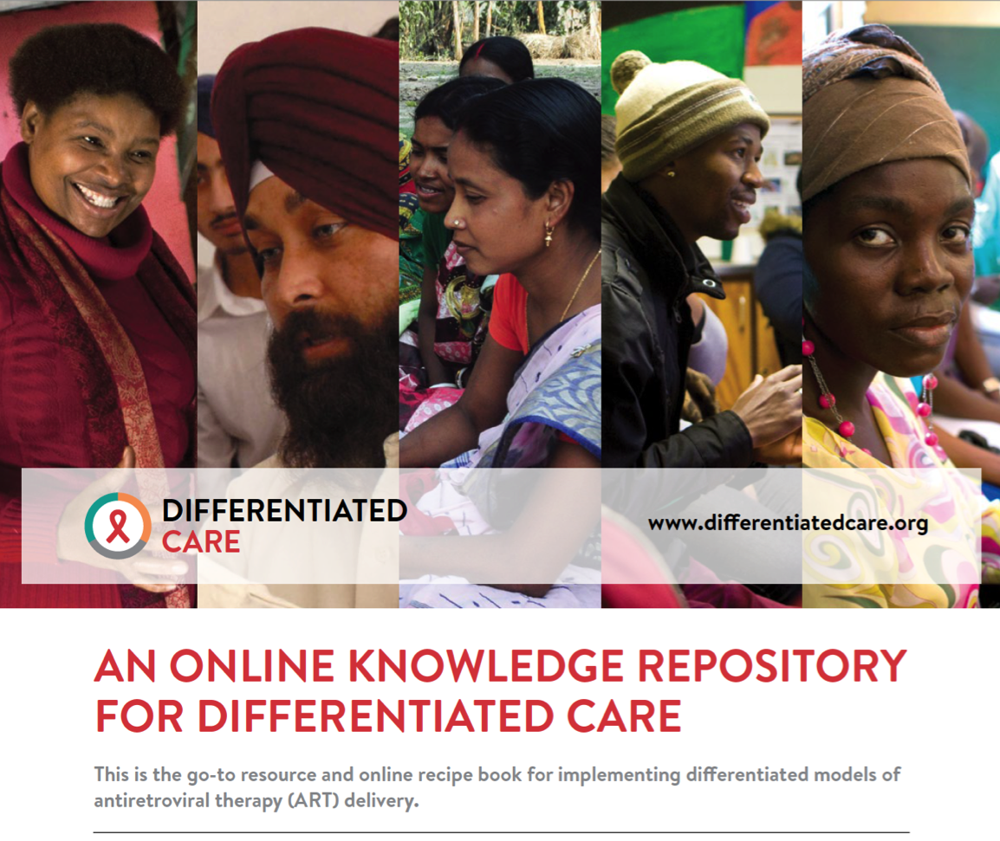 DIFFERENTIATED
CARE
www.differentiatedcare.org
AN ONLINE KNOWLEDGE REPOSITORY
FOR DIFFERENTIATED CARE
This is the go-to resource and online recipe book for implementing differentiated models of
antiretroviral therapy (ART) delivery.